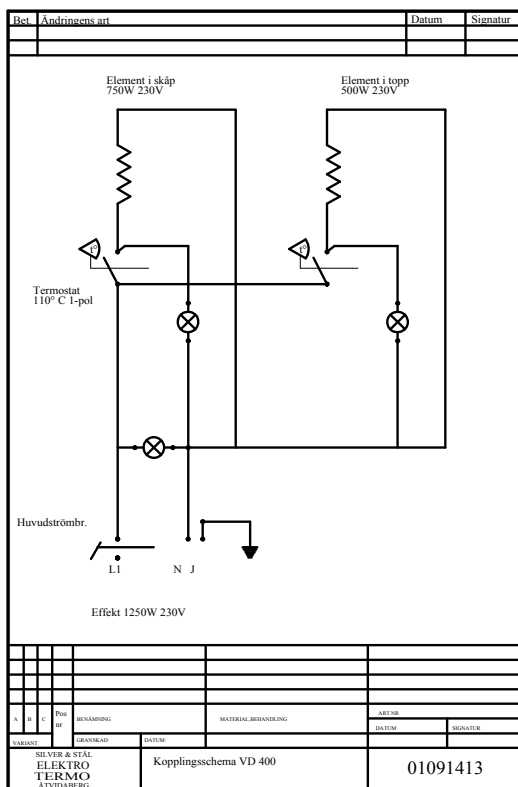 Bet. Ändringens art Datum Signatur
Element i skåp
750W 230V
Element i topp
500W 230V
t°
t°
Termostat
110° C 1-pol
Huvudströmbr.
L1 N J
Effekt 1250W 230V
A B C Pos nr BENÄMNING MATERIAL,BEHANDLING ART.NR
DATUM SIGNATUR
VARIANT GRANSKAD: DATUM:
SILVER & STÅL
ELEKTRO
TERMO
ÅTVIDABERG
Kopplingsschema VD 400
01091413